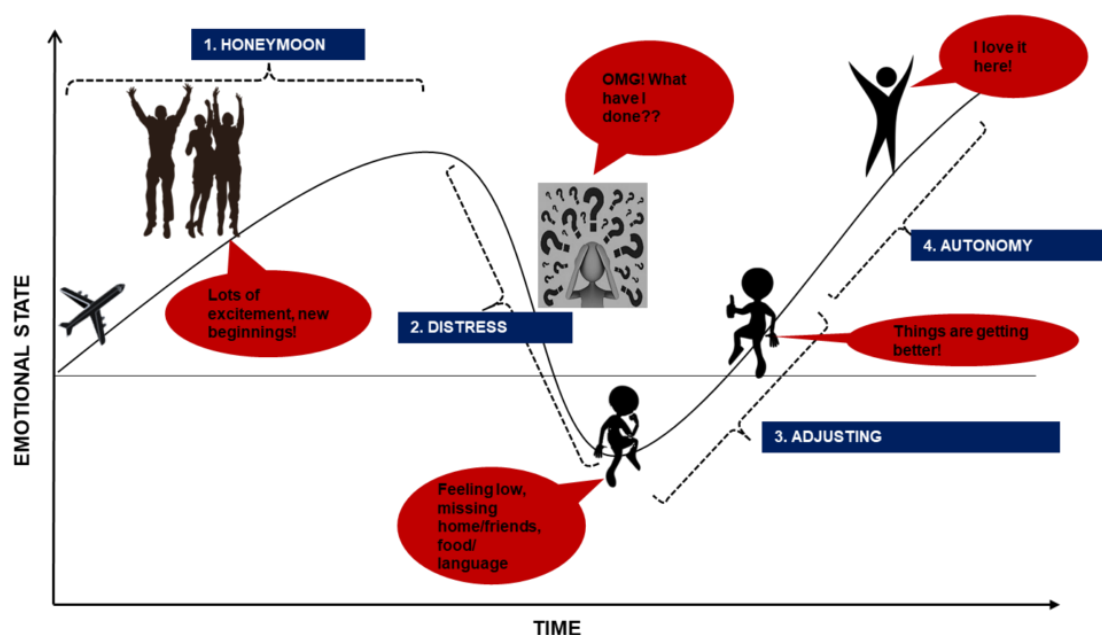 1. HONEYMOON
I love it
here!
OMG! What
have I
done??
Lots of
excitement, new
beginnings!
2. DISTRESS
4. AUTONOMY
Things are getting
better!
3. ADJUSTING
Feeling low,
missing
home/friends,
food/
language
EMOTIONAL STATE
TIME